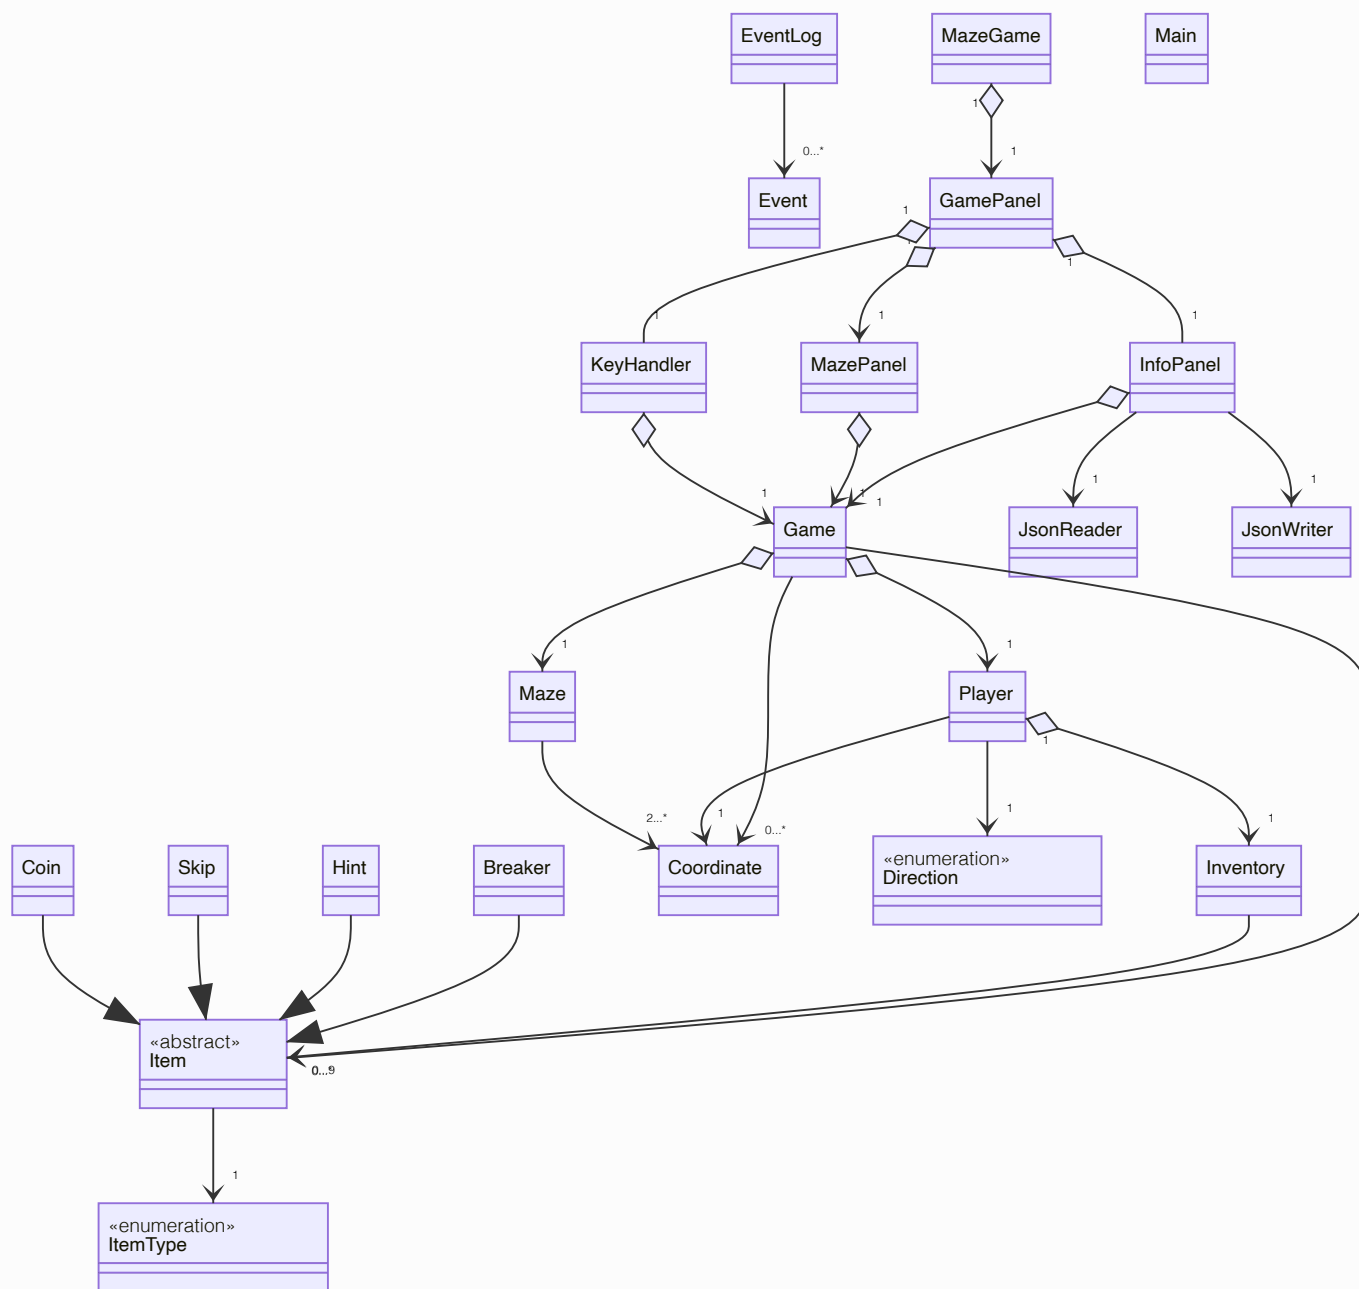 EventLog
MazeGame
Main
1
0...*
1
Event
GamePanel
1
1
1
1
1
KeyHandler
MazePanel
InfoPanel
1
1
1
1
1
Game
JsonReader
JsonWriter
1
1
Maze
Player
1
2...*
1
0...*
1
1
Coin
Skip
Hint
Breaker
Coordinate
«enumeration»
Direction
Inventory
«abstract»
Item
1
«enumeration»
ItemType